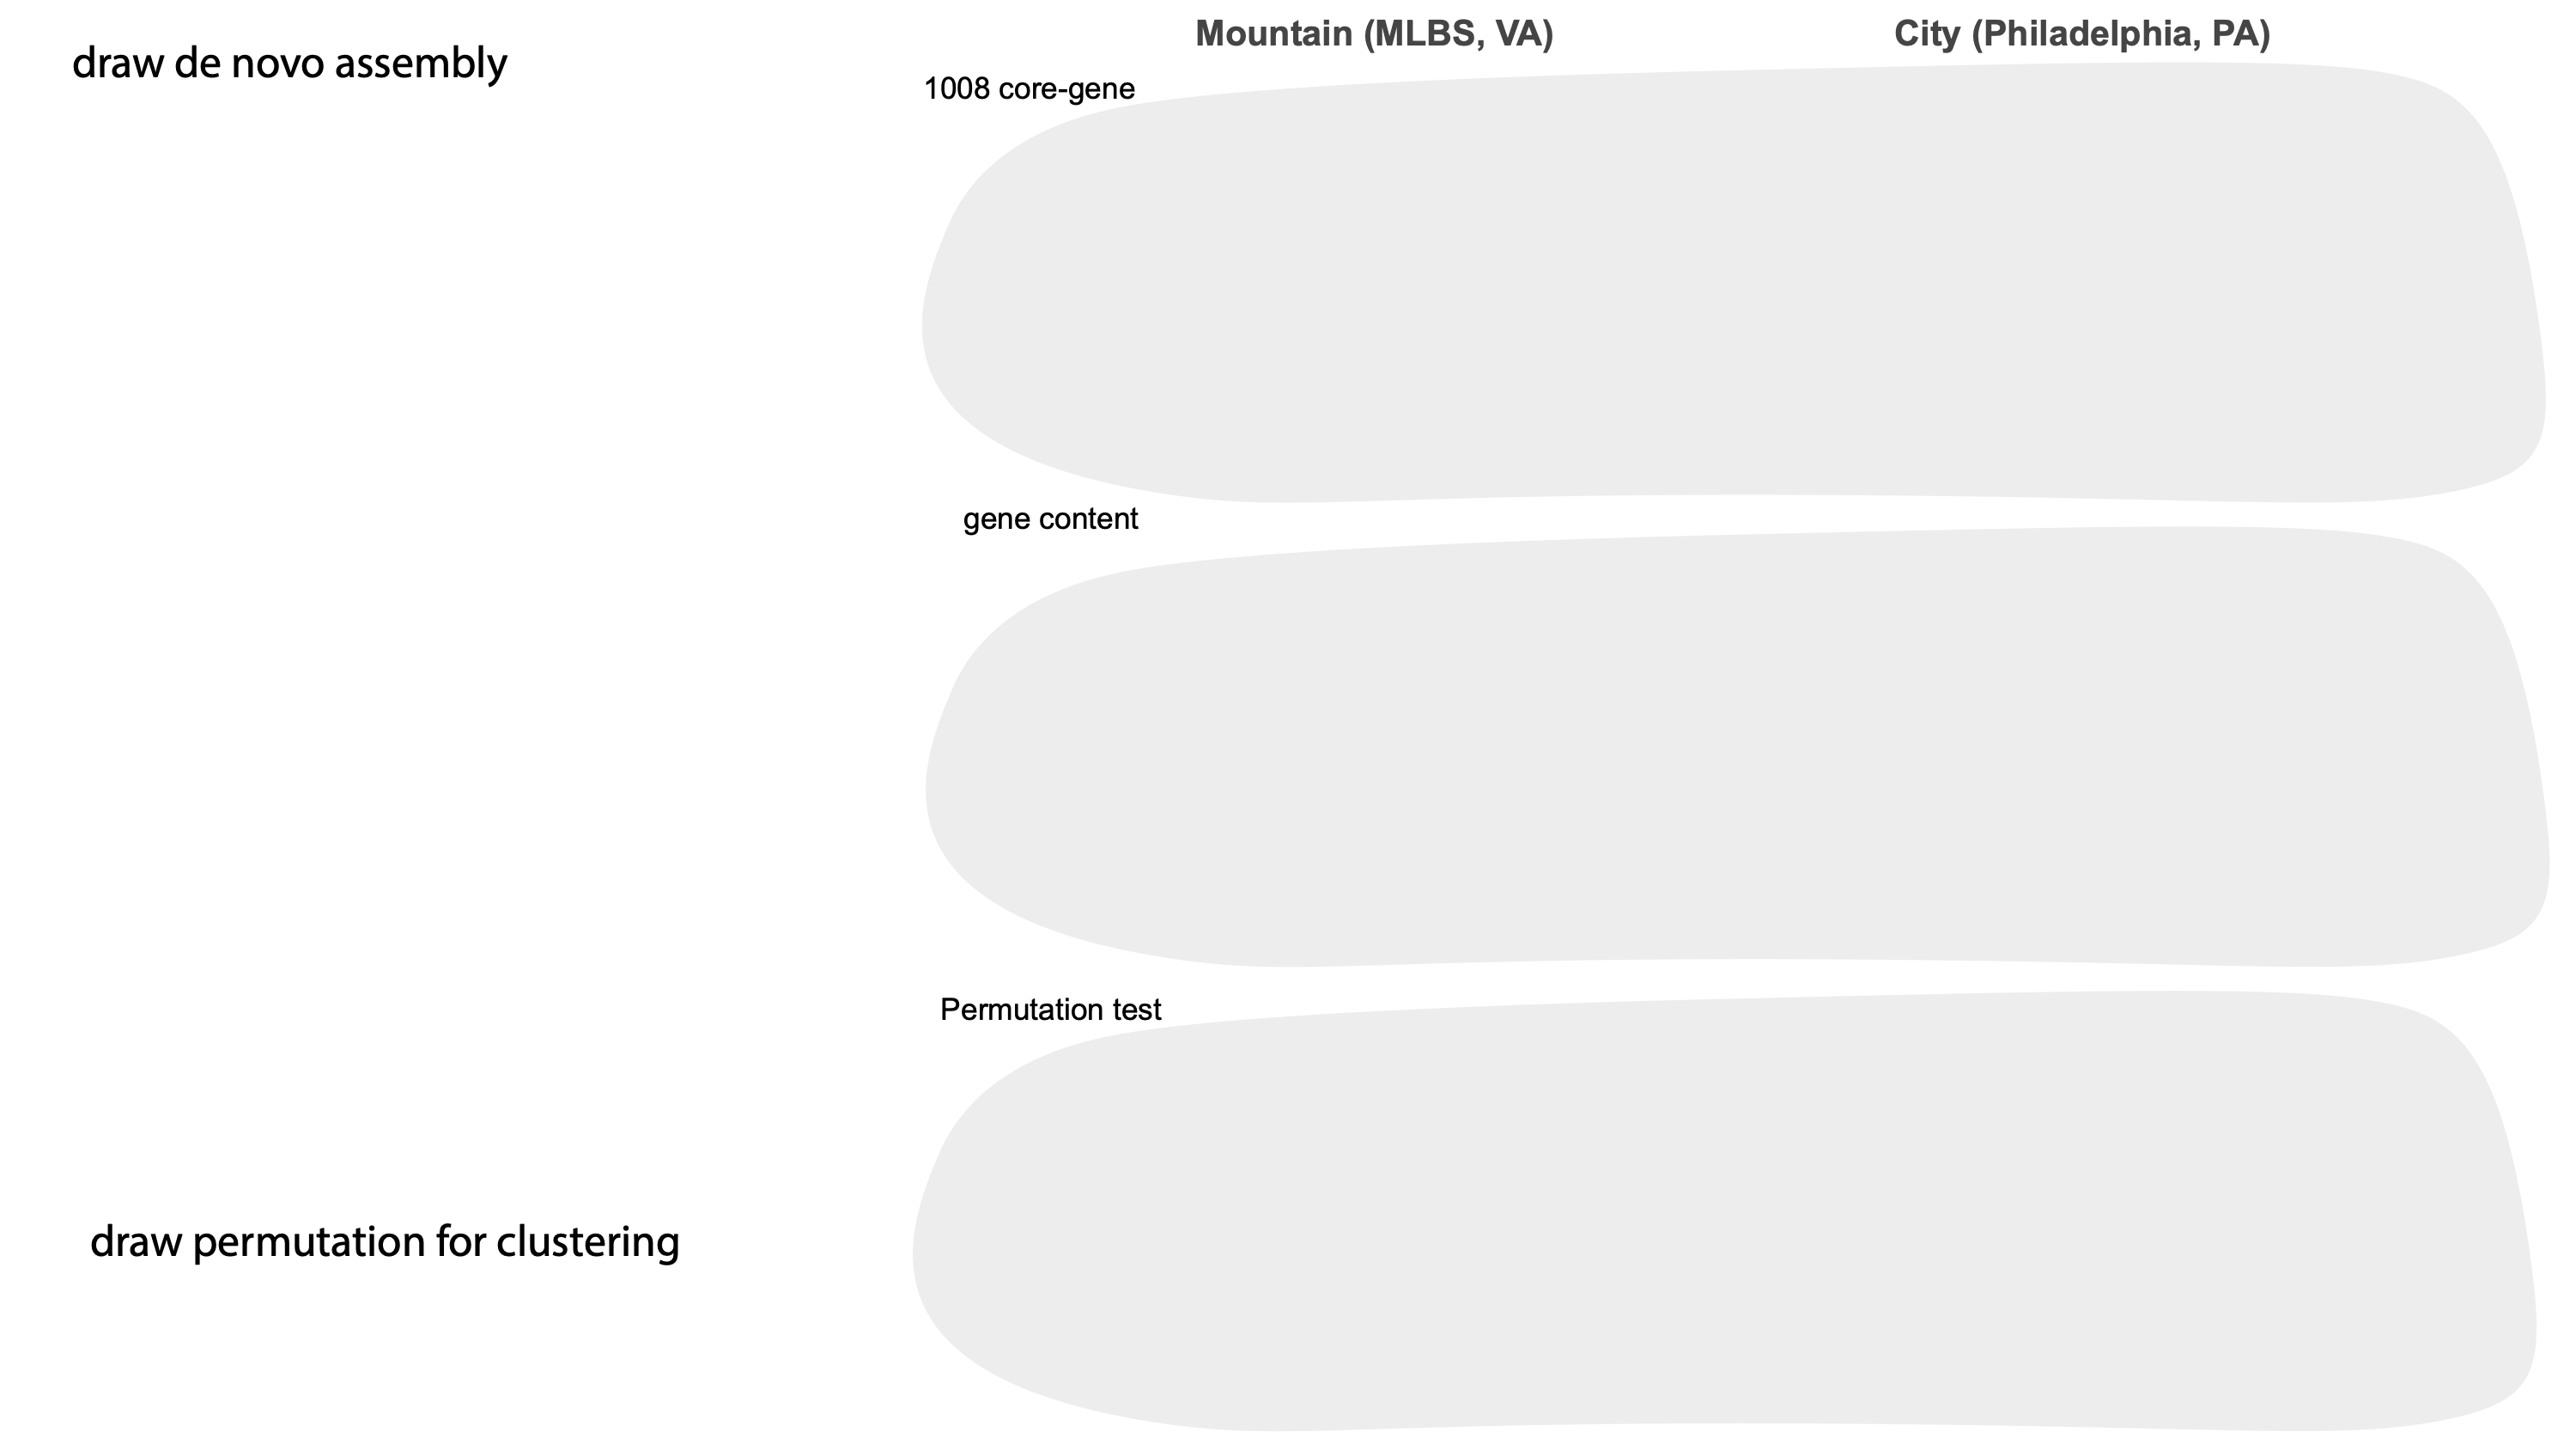 Mountain (MLBS, VA)
City (Philadelphia, PA)
draw de novo assembly
1008 core-gene
gene content
Permutation test
draw permutation for clustering